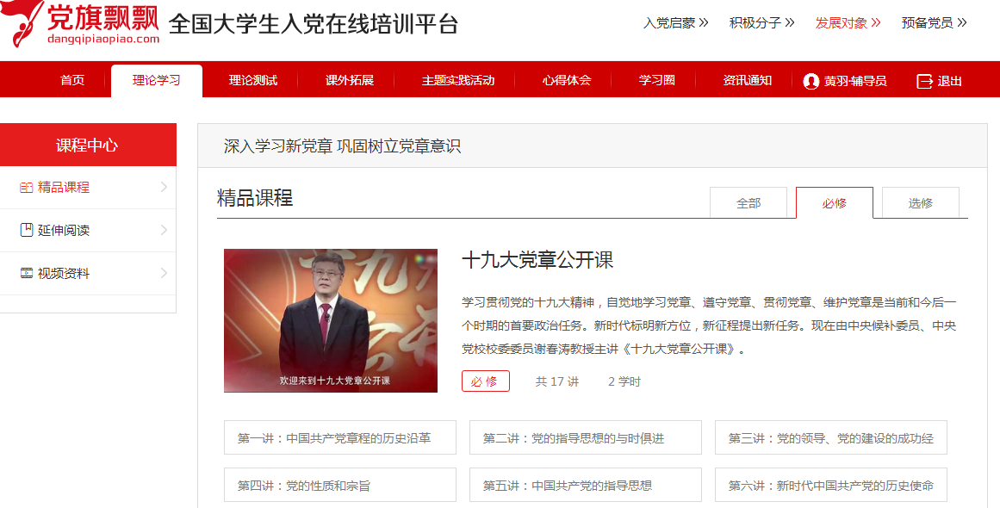 党旗飘飘
dangqipiaopiao.com
全国大学生入党在线培训平台
入党启蒙 »
积极分子 »
发展对象 »
预备党员 »
首页
理论学习
理论测试
课外拓展
主题实践活动
心得体会
学习圈
资讯通知
黄羽-辅导员
退出
课程中心
精品课程
延伸阅读
视频资料
深入学习新党章 巩固树立党章意识
精品课程
全部
必修
选修
欢迎来到十九大党章公开课
十九大党章公开课
学习贯彻党的十九大精神，自觉地学习党章、遵守党章、贯彻党章、维护党章是当前和今后一
个时期的首要政治任务。新时代标明新方位，新征程提出新任务。现在由中央候补委员、中央
党校校委委员谢春涛教授主讲《十九大党章公开课》。
必 修
共 17 讲
2 学时
第一讲：中国共产党章程的历史沿革
第二讲：党的指导思想的与时俱进
第三讲：党的领导、党的建设的成功经
第四讲：党的性质和宗旨
第五讲：中国共产党的指导思想
第六讲：新时代中国共产党的历史使命